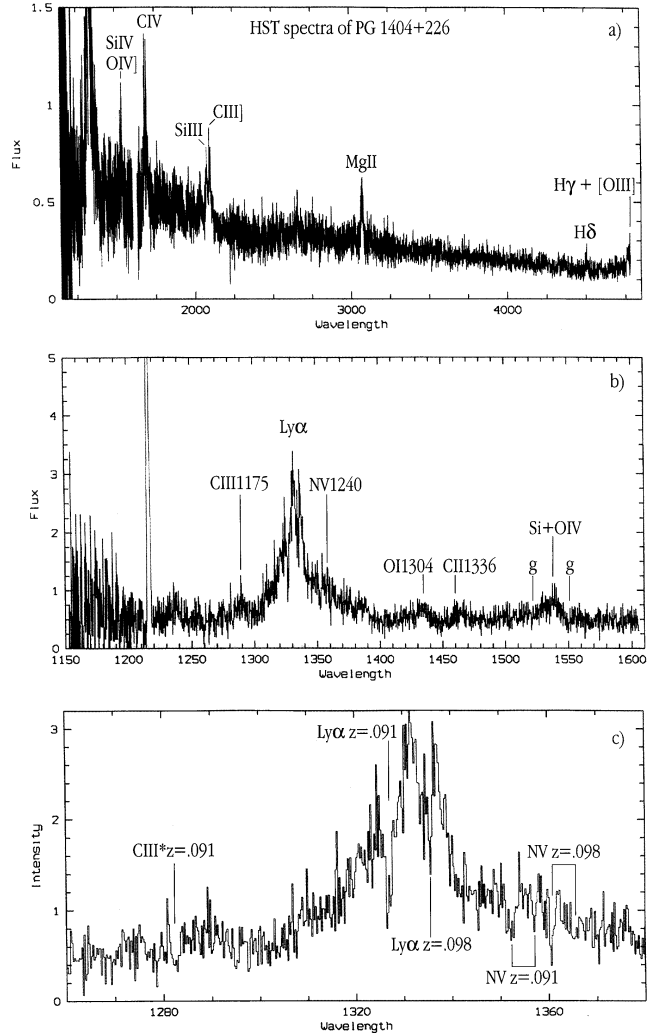 HST spectra of PG 1404+226
a)
1.5
1
0.5
0
Flux
SiIV
OIV]
CIV
SiIII
CIII]
MgII
Hγ + [OIII]
Hδ
2000
3000
4000
Wavelength
b)
5
4
3
2
1
0
Flux
Lyα
CIII1175
NV1240
OI1304
CII1336
Si+OIV
g
g
1150
1200
1250
1300
1350
1400
1450
1500
1550
1600
Wavelength
c)
3
2
1
0
Intensity
Lyα z=.091
CIII*z=.091
NV z=.098
Lyα z=.098
NV z=.091
1280
1320
1360
Wavelength